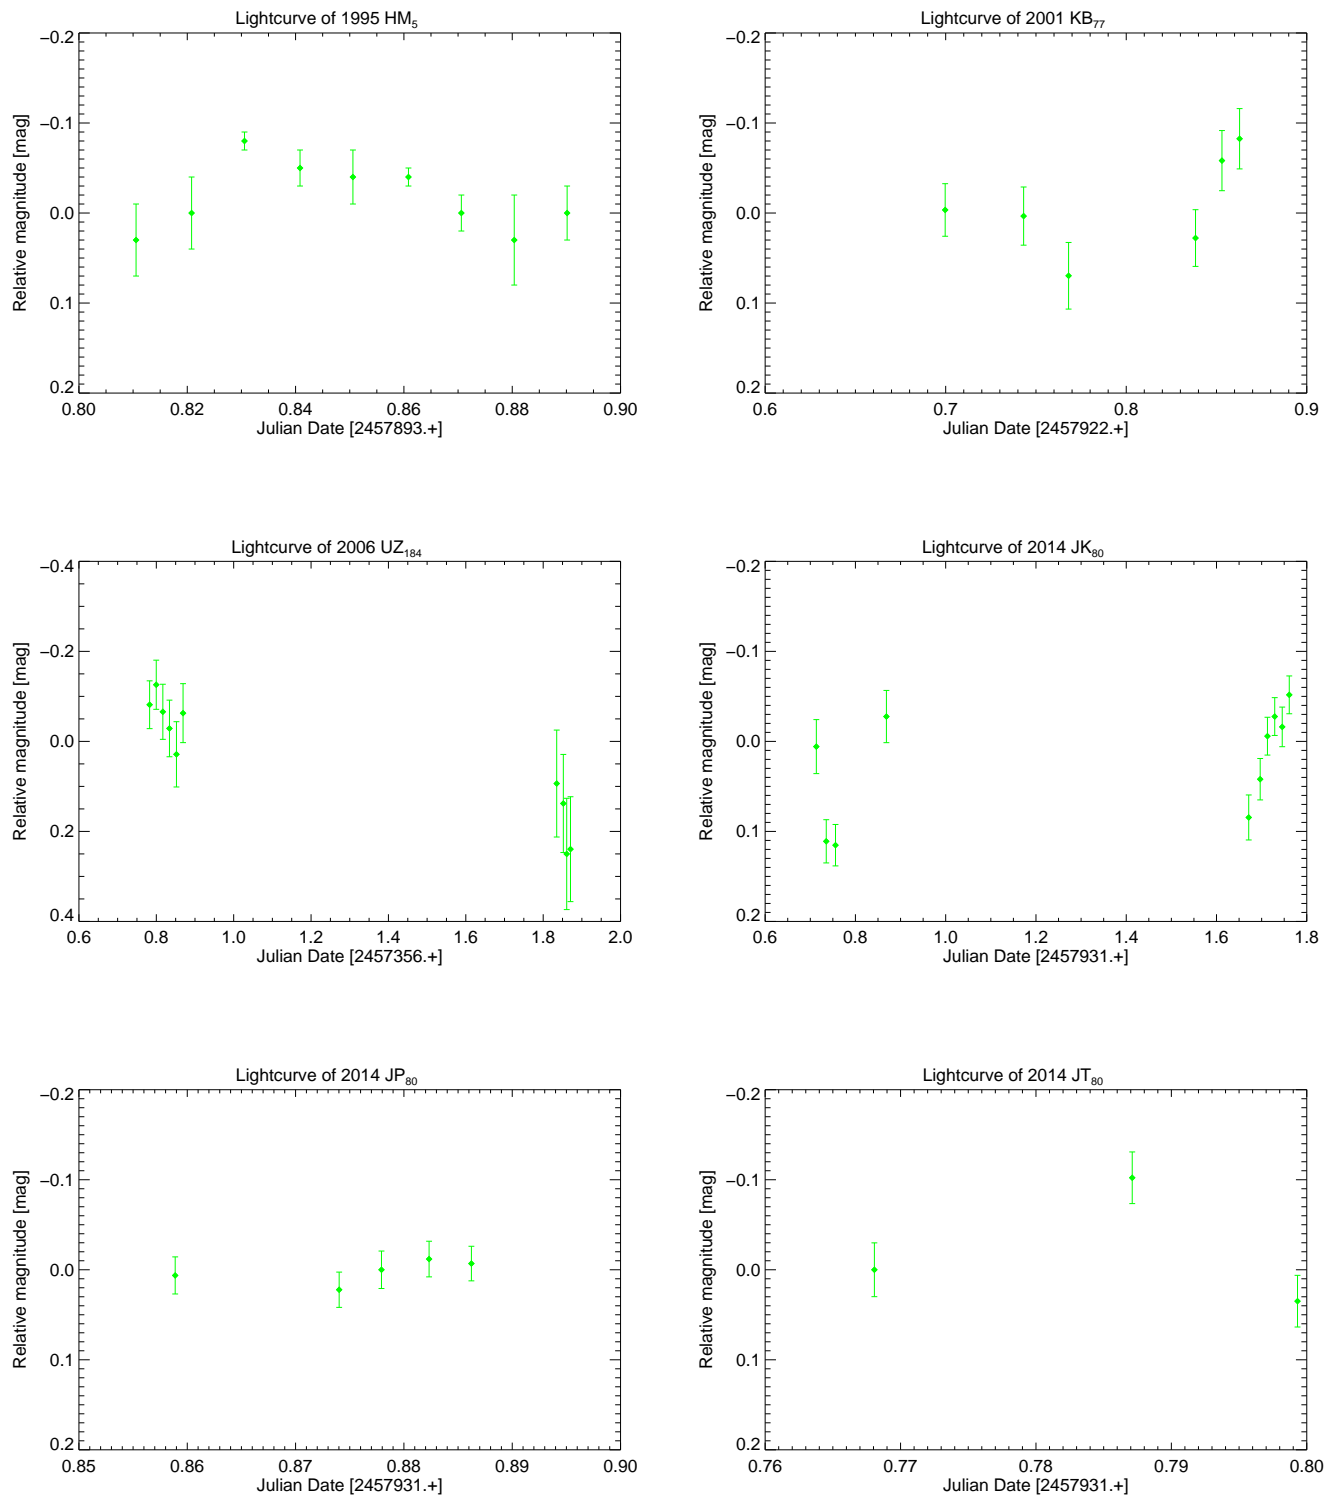 Lightcurve of 1995 HM₅
−0.2
−0.1
0.0
0.1
0.2
Relative magnitude [mag]
0.80 0.82 0.84 0.86 0.88 0.90
Julian Date [2457893.+]
Lightcurve of 2001 KB₇₇
−0.2
−0.1
0.0
0.1
0.2
Relative magnitude [mag]
0.6 0.7 0.8 0.9
Julian Date [2457922.+]
Lightcurve of 2006 UZ₁₈₄
−0.4
−0.2
0.0
0.2
0.4
Relative magnitude [mag]
0.6 0.8 1.0 1.2 1.4 1.6 1.8 2.0
Julian Date [2457356.+]
Lightcurve of 2014 JK₈₀
−0.2
−0.1
0.0
0.1
0.2
Relative magnitude [mag]
0.6 0.8 1.0 1.2 1.4 1.6 1.8
Julian Date [2457931.+]
Lightcurve of 2014 JP₈₀
−0.2
−0.1
0.0
0.1
0.2
Relative magnitude [mag]
0.85 0.86 0.87 0.88 0.89 0.90
Julian Date [2457931.+]
Lightcurve of 2014 JT₈₀
−0.2
−0.1
0.0
0.1
0.2
Relative magnitude [mag]
0.76 0.77 0.78 0.79 0.80
Julian Date [2457931.+]